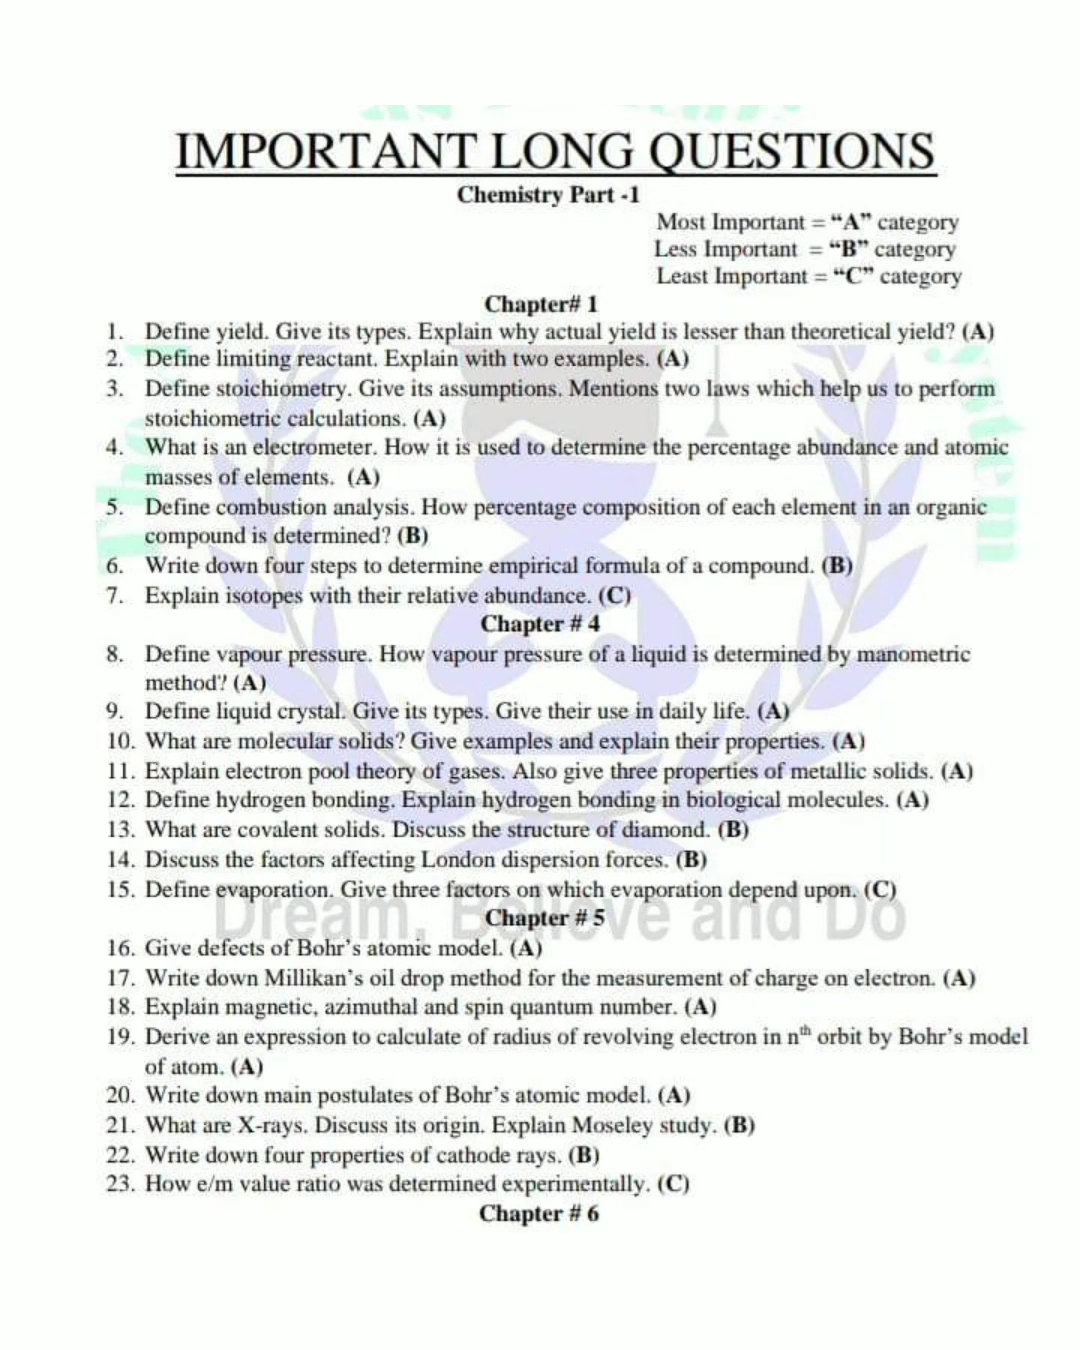 IMPORTANT LONG QUESTIONS
Chemistry Part -1
Most Important = “A” category
Less Important = “B” category
Least Important = “C” category
Chapter# 1
1. Define yield. Give its types. Explain why actual yield is lesser than theoretical yield? (A)
2. Define limiting reactant. Explain with two examples. (A)
3. Define stoichiometry. Give its assumptions. Mentions two laws which help us to perform
stoichiometric calculations. (A)
4. What is an electrometer. How it is used to determine the percentage abundance and atomic
masses of elements. (A)
5. Define combustion analysis. How percentage composition of each element in an organic
compound is determined? (B)
6. Write down four steps to determine empirical formula of a compound. (B)
7. Explain isotopes with their relative abundance. (C)
Chapter # 4
8. Define vapour pressure. How vapour pressure of a liquid is determined by manometric
method? (A)
9. Define liquid crystal. Give its types. Give their use in daily life. (A)
10. What are molecular solids? Give examples and explain their properties. (A)
11. Explain electron pool theory of gases. Also give three properties of metallic solids. (A)
12. Define hydrogen bonding. Explain hydrogen bonding in biological molecules. (A)
13. What are covalent solids. Discuss the structure of diamond. (B)
14. Discuss the factors affecting London dispersion forces. (B)
15. Define evaporation. Give three factors on which evaporation depend upon. (C)
Dream, Believe and Do
Chapter # 5
16. Give defects of Bohr’s atomic model. (A)
17. Write down Millikan’s oil drop method for the measurement of charge on electron. (A)
18. Explain magnetic, azimuthal and spin quantum number. (A)
19. Derive an expression to calculate of radius of revolving electron in nth orbit by Bohr’s model
of atom. (A)
20. Write down main postulates of Bohr’s atomic model. (A)
21. What are X-rays. Discuss its origin. Explain Moseley study. (B)
22. Write down four properties of cathode rays. (B)
23. How e/m value ratio was determined experimentally. (C)
Chapter # 6